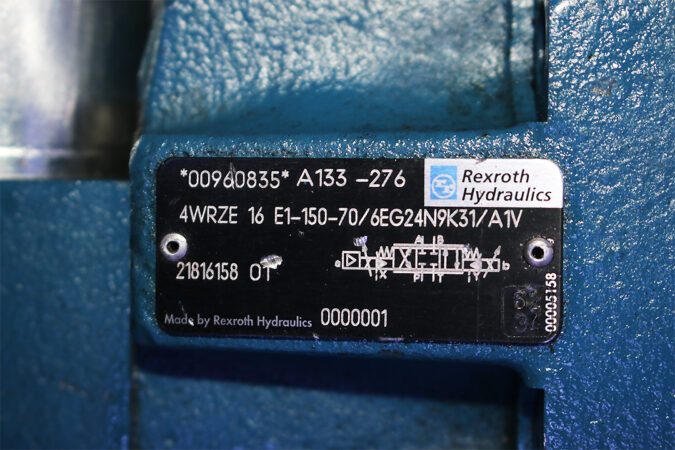 *00960835* A133 -276
Rexroth
Hydraulics
4WRZE 16 E1-150-70/6EG24N9K31/A1V
A B
a b
X P T Y
21816158 01
00005158
Made by Rexroth Hydraulics 0000001